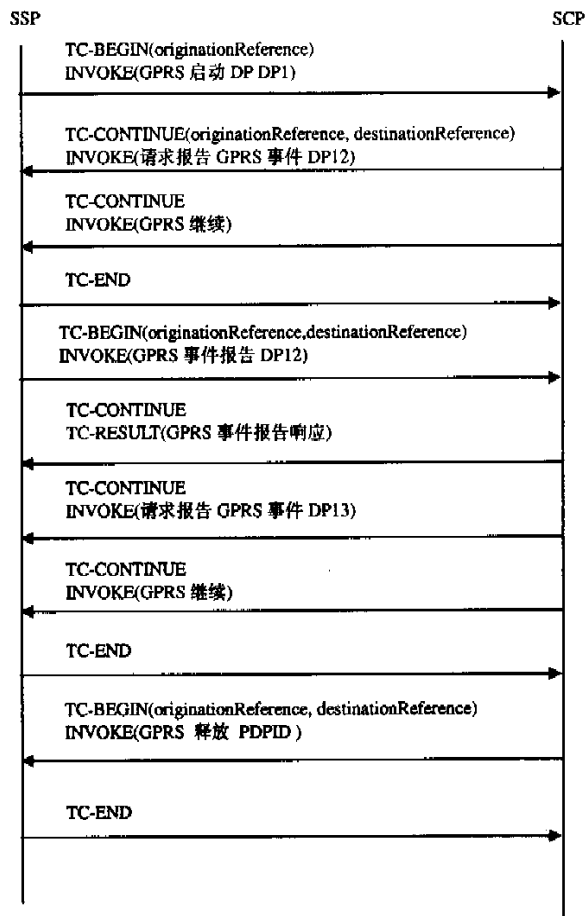 SSP
SCP
TC-BEGIN(originationReference)
INVOKE(GPRS 启动 DP DP1)
TC-CONTINUE(originationReference, destinationReference)
INVOKE(请求报告 GPRS 事件 DP12)
TC-CONTINUE
INVOKE(GPRS 继续)
TC-END
TC-BEGIN(originationReference,destinationReference)
INVOKE(GPRS 事件报告 DP12)
TC-CONTINUE
TC-RESULT(GPRS 事件报告响应)
TC-CONTINUE
INVOKE(请求报告 GPRS 事件 DP13)
TC-CONTINUE
INVOKE(GPRS 继续)
TC-END
TC-BEGIN(originationReference, destinationReference)
INVOKE(GPRS 释放 PDPID )
TC-END